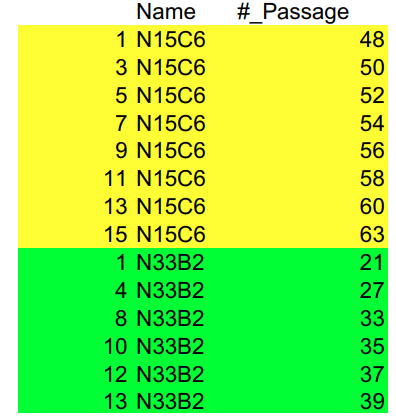 Name #_Passage
1 N15C6 48
3 N15C6 50
5 N15C6 52
7 N15C6 54
9 N15C6 56
11 N15C6 58
13 N15C6 60
15 N15C6 63
1 N33B2 21
4 N33B2 27
8 N33B2 33
10 N33B2 35
12 N33B2 37
13 N33B2 39